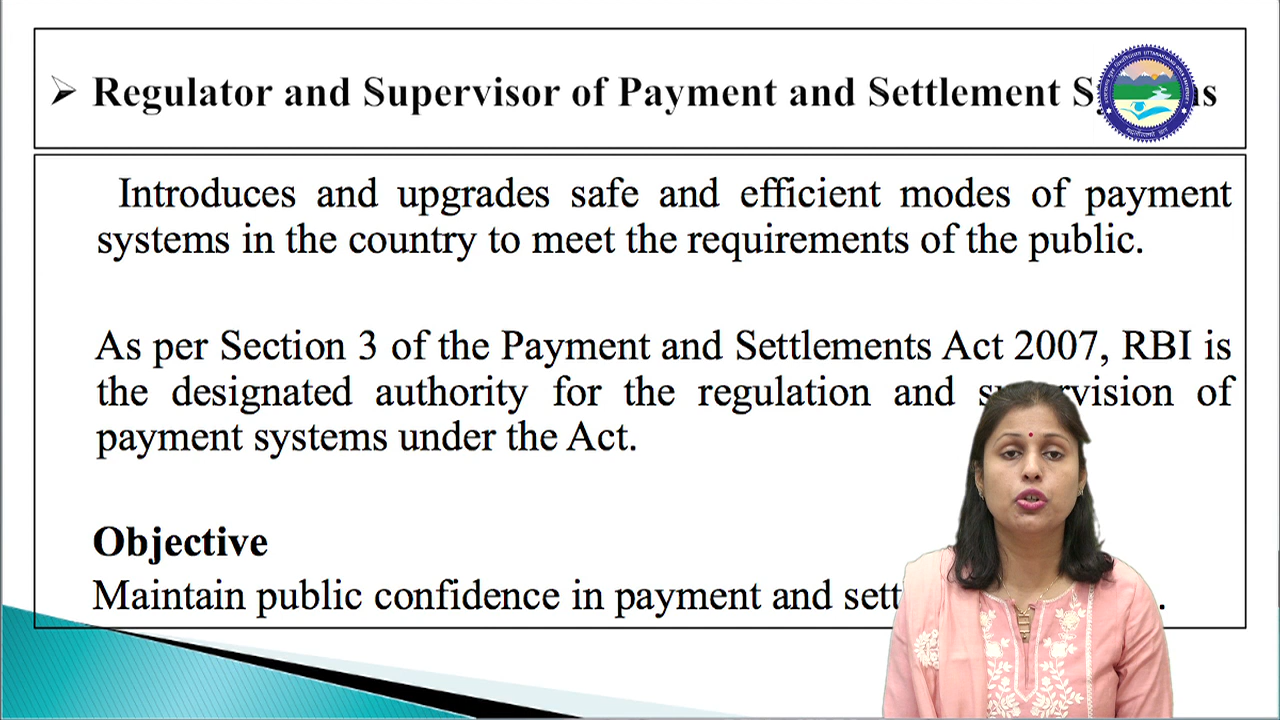 ➢ Regulator and Supervisor of Payment and Settlement
Introduces and upgrades safe and efficient modes of payment
systems in the country to meet the requirements of the public.
As per Section 3 of the Payment and Settlements Act 2007, RBI is
the designated authority for the regulation and
of
payment systems under the Act.
Objective
Maintain public confidence in payment and